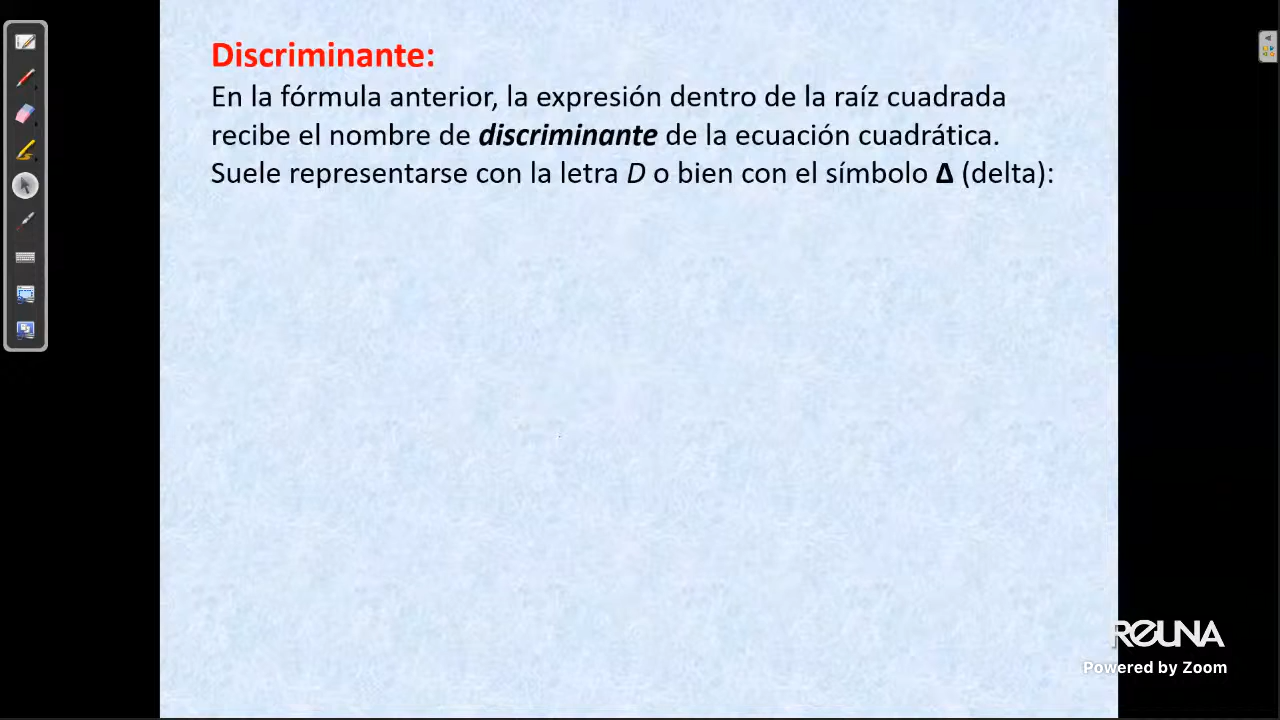 Discriminante:
En la fórmula anterior, la expresión dentro de la raíz cuadrada
recibe el nombre de discriminante de la ecuación cuadrática.
Suele representarse con la letra D o bien con el símbolo Δ (delta):
REUNA
Powered by Zoom